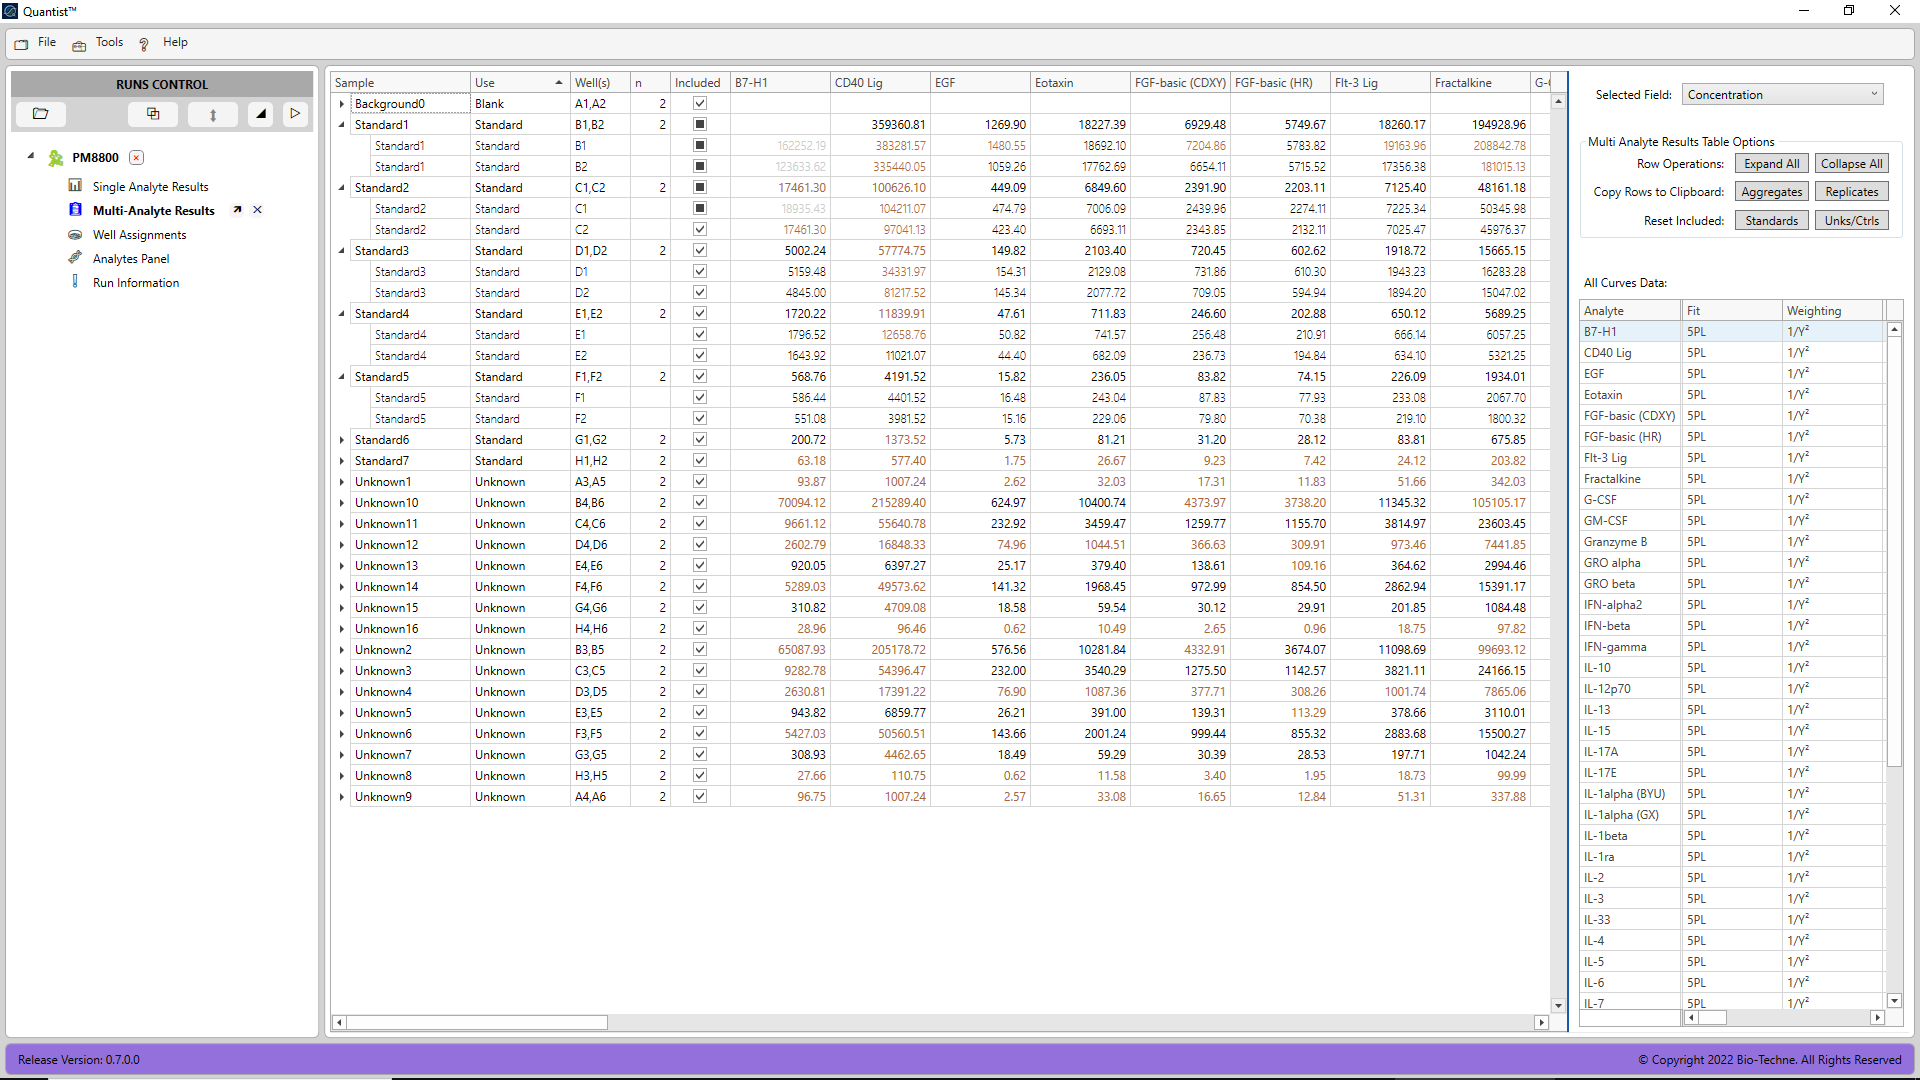 Quantist™
File Tools ? Help
RUNS CONTROL
PM8800
Single Analyte Results
Multi-Analyte Results
Well Assignments
Analytes Panel
Run Information
Sample Use Well(s) n Included B7-H1 CD40 Lig EGF Eotaxin FGF-basic (CDXY) FGF-basic (HR) Flt-3 Lig Fractalkine
Background0 Blank A1,A2 2
Standard1 Standard B1,B2 2 359360.81 1269.90 18227.39 6929.48 5749.67 18260.17 194928.96
Standard1 Standard B1 162252.19 383281.57 1480.55 18692.10 7204.86 5783.82 19163.96 208842.78
Standard1 Standard B2 123633.62 335440.05 1059.26 17762.69 6654.11 5715.52 17356.38 181015.13
Standard2 Standard C1,C2 2 17461.30 100626.10 449.09 6849.60 2391.90 2203.11 7125.40 48161.18
Standard2 Standard C1 18935.43 104211.07 474.79 7006.09 2439.96 2274.11 7225.34 50345.98
Standard2 Standard C2 17461.30 97041.13 423.40 6693.11 2343.85 2132.11 7025.47 45976.37
Standard3 Standard D1,D2 2 5002.24 57774.75 149.82 2103.40 720.45 602.62 1918.72 15665.15
Standard3 Standard D1 5159.48 34331.97 154.31 2129.08 731.86 610.30 1943.23 16283.28
Standard3 Standard D2 4845.00 81217.52 145.34 2077.72 709.05 594.94 1894.20 15047.02
Standard4 Standard E1,E2 2 1720.22 11839.91 47.61 711.83 246.60 202.88 650.12 5689.25
Standard4 Standard E1 1796.52 12658.76 50.82 741.57 256.48 210.91 666.14 6057.25
Standard4 Standard E2 1643.92 11021.07 44.40 682.09 236.73 194.84 634.10 5321.25
Standard5 Standard F1,F2 2 568.76 4191.52 15.82 236.05 83.82 74.15 226.09 1934.01
Standard5 Standard F1 586.44 4401.52 16.48 243.04 87.83 77.93 233.08 2067.70
Standard5 Standard F2 551.08 3981.52 15.16 229.06 79.80 70.38 219.10 1800.32
Standard6 Standard G1,G2 2 200.72 1373.52 5.73 81.21 31.20 28.12 83.81 675.85
Standard7 Standard H1,H2 2 63.18 577.40 1.75 26.67 9.23 7.42 24.12 203.82
Unknown1 Unknown A3,A5 2 93.87 1007.24 2.62 32.03 17.31 11.83 51.66 342.03
Unknown10 Unknown B4,B6 2 70094.12 215289.40 624.97 10400.74 4373.97 3738.20 11345.32 105105.17
Unknown11 Unknown C4,C6 2 9661.12 55640.78 232.92 3459.47 1259.77 1155.70 3814.97 23603.45
Unknown12 Unknown D4,D6 2 2602.79 16848.33 74.96 1044.51 366.63 309.91 973.46 7441.85
Unknown13 Unknown E4,E6 2 920.05 6397.27 25.17 379.40 138.61 109.16 364.62 2994.46
Unknown14 Unknown F4,F6 2 5289.03 49573.62 141.32 1968.45 972.99 854.50 2862.94 15391.17
Unknown15 Unknown G4,G6 2 310.82 4709.08 18.58 59.54 30.12 29.91 201.85 1084.48
Unknown16 Unknown H4,H6 2 28.96 96.46 0.62 10.49 2.65 0.96 18.75 97.82
Unknown2 Unknown B3,B5 2 65087.93 205178.72 576.56 10281.84 4332.91 3674.07 11098.69 99693.12
Unknown3 Unknown C3,C5 2 9282.78 54396.47 232.00 3540.29 1275.50 1142.57 3821.11 24166.15
Unknown4 Unknown D3,D5 2 2630.81 17391.22 76.90 1087.36 377.71 308.26 1001.74 7865.06
Unknown5 Unknown E3,E5 2 943.82 6859.77 26.21 391.00 139.31 113.29 378.66 3110.01
Unknown6 Unknown F3,F5 2 5427.03 50560.51 143.66 2001.24 999.44 855.32 2883.68 15500.27
Unknown7 Unknown G3,G5 2 308.93 4462.65 18.49 59.29 30.39 28.53 197.71 1042.24
Unknown8 Unknown H3,H5 2 27.66 110.75 0.62 11.58 3.40 1.95 18.73 99.99
Unknown9 Unknown A4,A6 2 96.75 1007.24 2.57 33.08 16.65 12.84 51.31 337.88
Selected Field: Concentration
Multi Analyte Results Table Options
Row Operations: Expand All Collapse All
Copy Rows to Clipboard: Aggregates Replicates
Reset Included: Standards Unks/Ctrls
All Curves Data:
Analyte Fit Weighting
B7-H1 5PL 1/Y²
CD40 Lig 5PL 1/Y²
EGF 5PL 1/Y²
Eotaxin 5PL 1/Y²
FGF-basic (CDXY) 5PL 1/Y²
FGF-basic (HR) 5PL 1/Y²
Flt-3 Lig 5PL 1/Y²
Fractalkine 5PL 1/Y²
G-CSF 5PL 1/Y²
GM-CSF 5PL 1/Y²
Granzyme B 5PL 1/Y²
GRO alpha 5PL 1/Y²
GRO beta 5PL 1/Y²
IFN-alpha2 5PL 1/Y²
IFN-beta 5PL 1/Y²
IFN-gamma 5PL 1/Y²
IL-10 5PL 1/Y²
IL-12p70 5PL 1/Y²
IL-13 5PL 1/Y²
IL-15 5PL 1/Y²
IL-17A 5PL 1/Y²
IL-17E 5PL 1/Y²
IL-1alpha (BYU) 5PL 1/Y²
IL-1alpha (GX) 5PL 1/Y²
IL-1beta 5PL 1/Y²
IL-1ra 5PL 1/Y²
IL-2 5PL 1/Y²
IL-3 5PL 1/Y²
IL-33 5PL 1/Y²
IL-4 5PL 1/Y²
IL-5 5PL 1/Y²
IL-6 5PL 1/Y²
IL-7 5PL 1/Y²
Release Version: 0.7.0.0
© Copyright 2022 Bio-Techne. All Rights Reserved